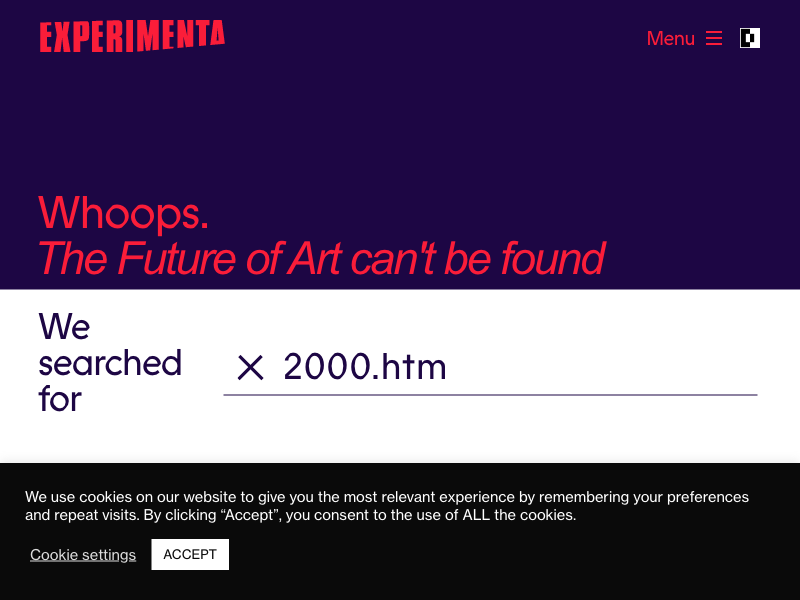 EXPERIMENTA
Menu
Whoops.
The Future of Art can't be found
We
searched
for
2000.htm
We use cookies on our website to give you the most relevant experience by remembering your preferences
and repeat visits. By clicking “Accept”, you consent to the use of ALL the cookies.
Cookie settings
ACCEPT